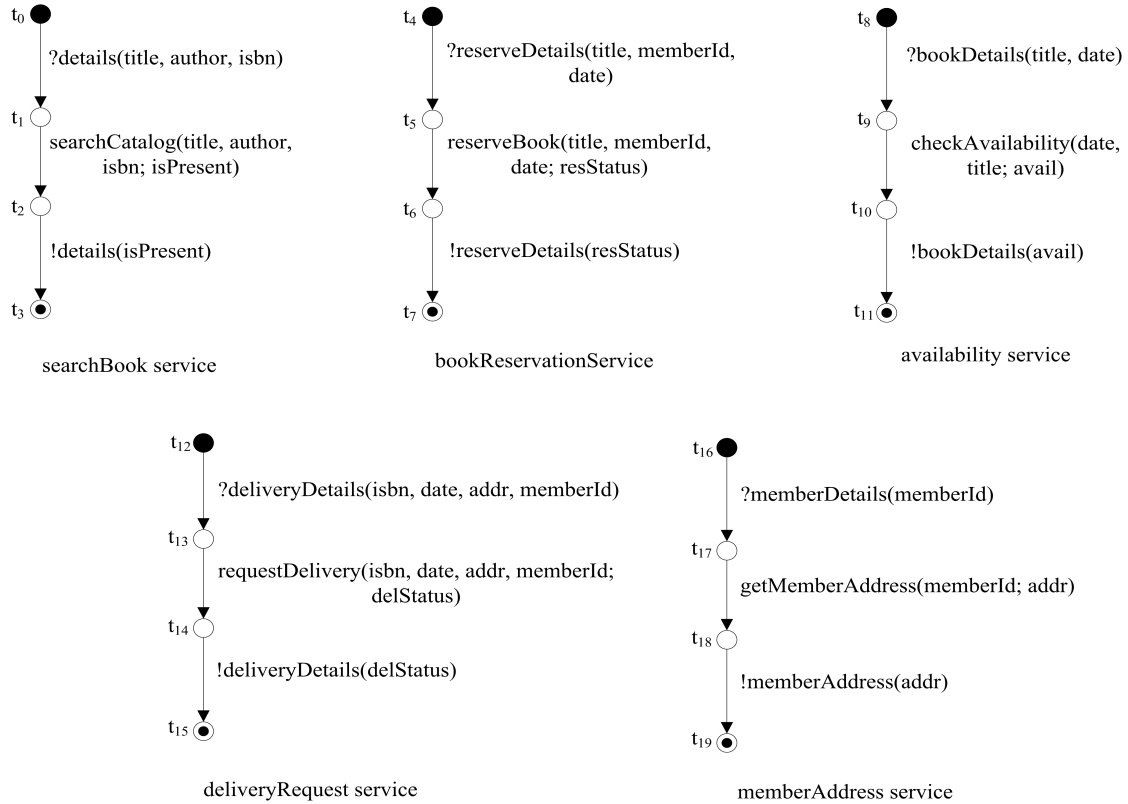 t0
?details(title, author, isbn)
t1
searchCatalog(title, author,
isbn; isPresent)
t2
!details(isPresent)
t3
searchBook service
t4
?reserveDetails(title, memberId,
date)
t5
reserveBook(title, memberId,
date; resStatus)
t6
!reserveDetails(resStatus)
t7
bookReservationService
t8
?bookDetails(title, date)
t9
checkAvailability(date,
title; avail)
t10
!bookDetails(avail)
t11
availability service
t12
?deliveryDetails(isbn, date, addr, memberId)
t13
requestDelivery(isbn, date, addr, memberId;
delStatus)
t14
!deliveryDetails(delStatus)
t15
deliveryRequest service
t16
?memberDetails(memberId)
t17
getMemberAddress(memberId; addr)
t18
!memberAddress(addr)
t19
memberAddress service